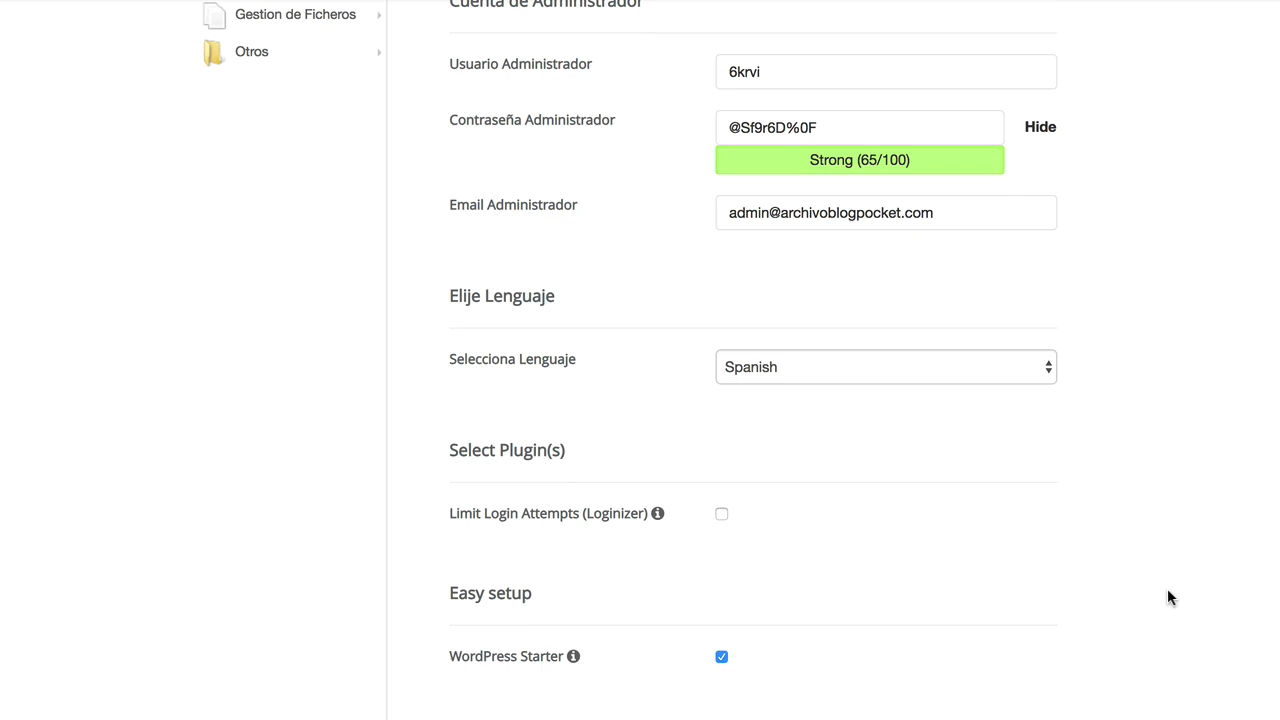 Gestion de Ficheros
Otros
Cuenta de Administrador
Usuario Administrador
6krvi
Contraseña Administrador
@Sf9r6D%0F
Hide
Strong (65/100)
Email Administrador
admin@archivoblogpocket.com
Elije Lenguaje
Selecciona Lenguaje
Spanish
Select Plugin(s)
Limit Login Attempts (Loginizer)
Easy setup
WordPress Starter